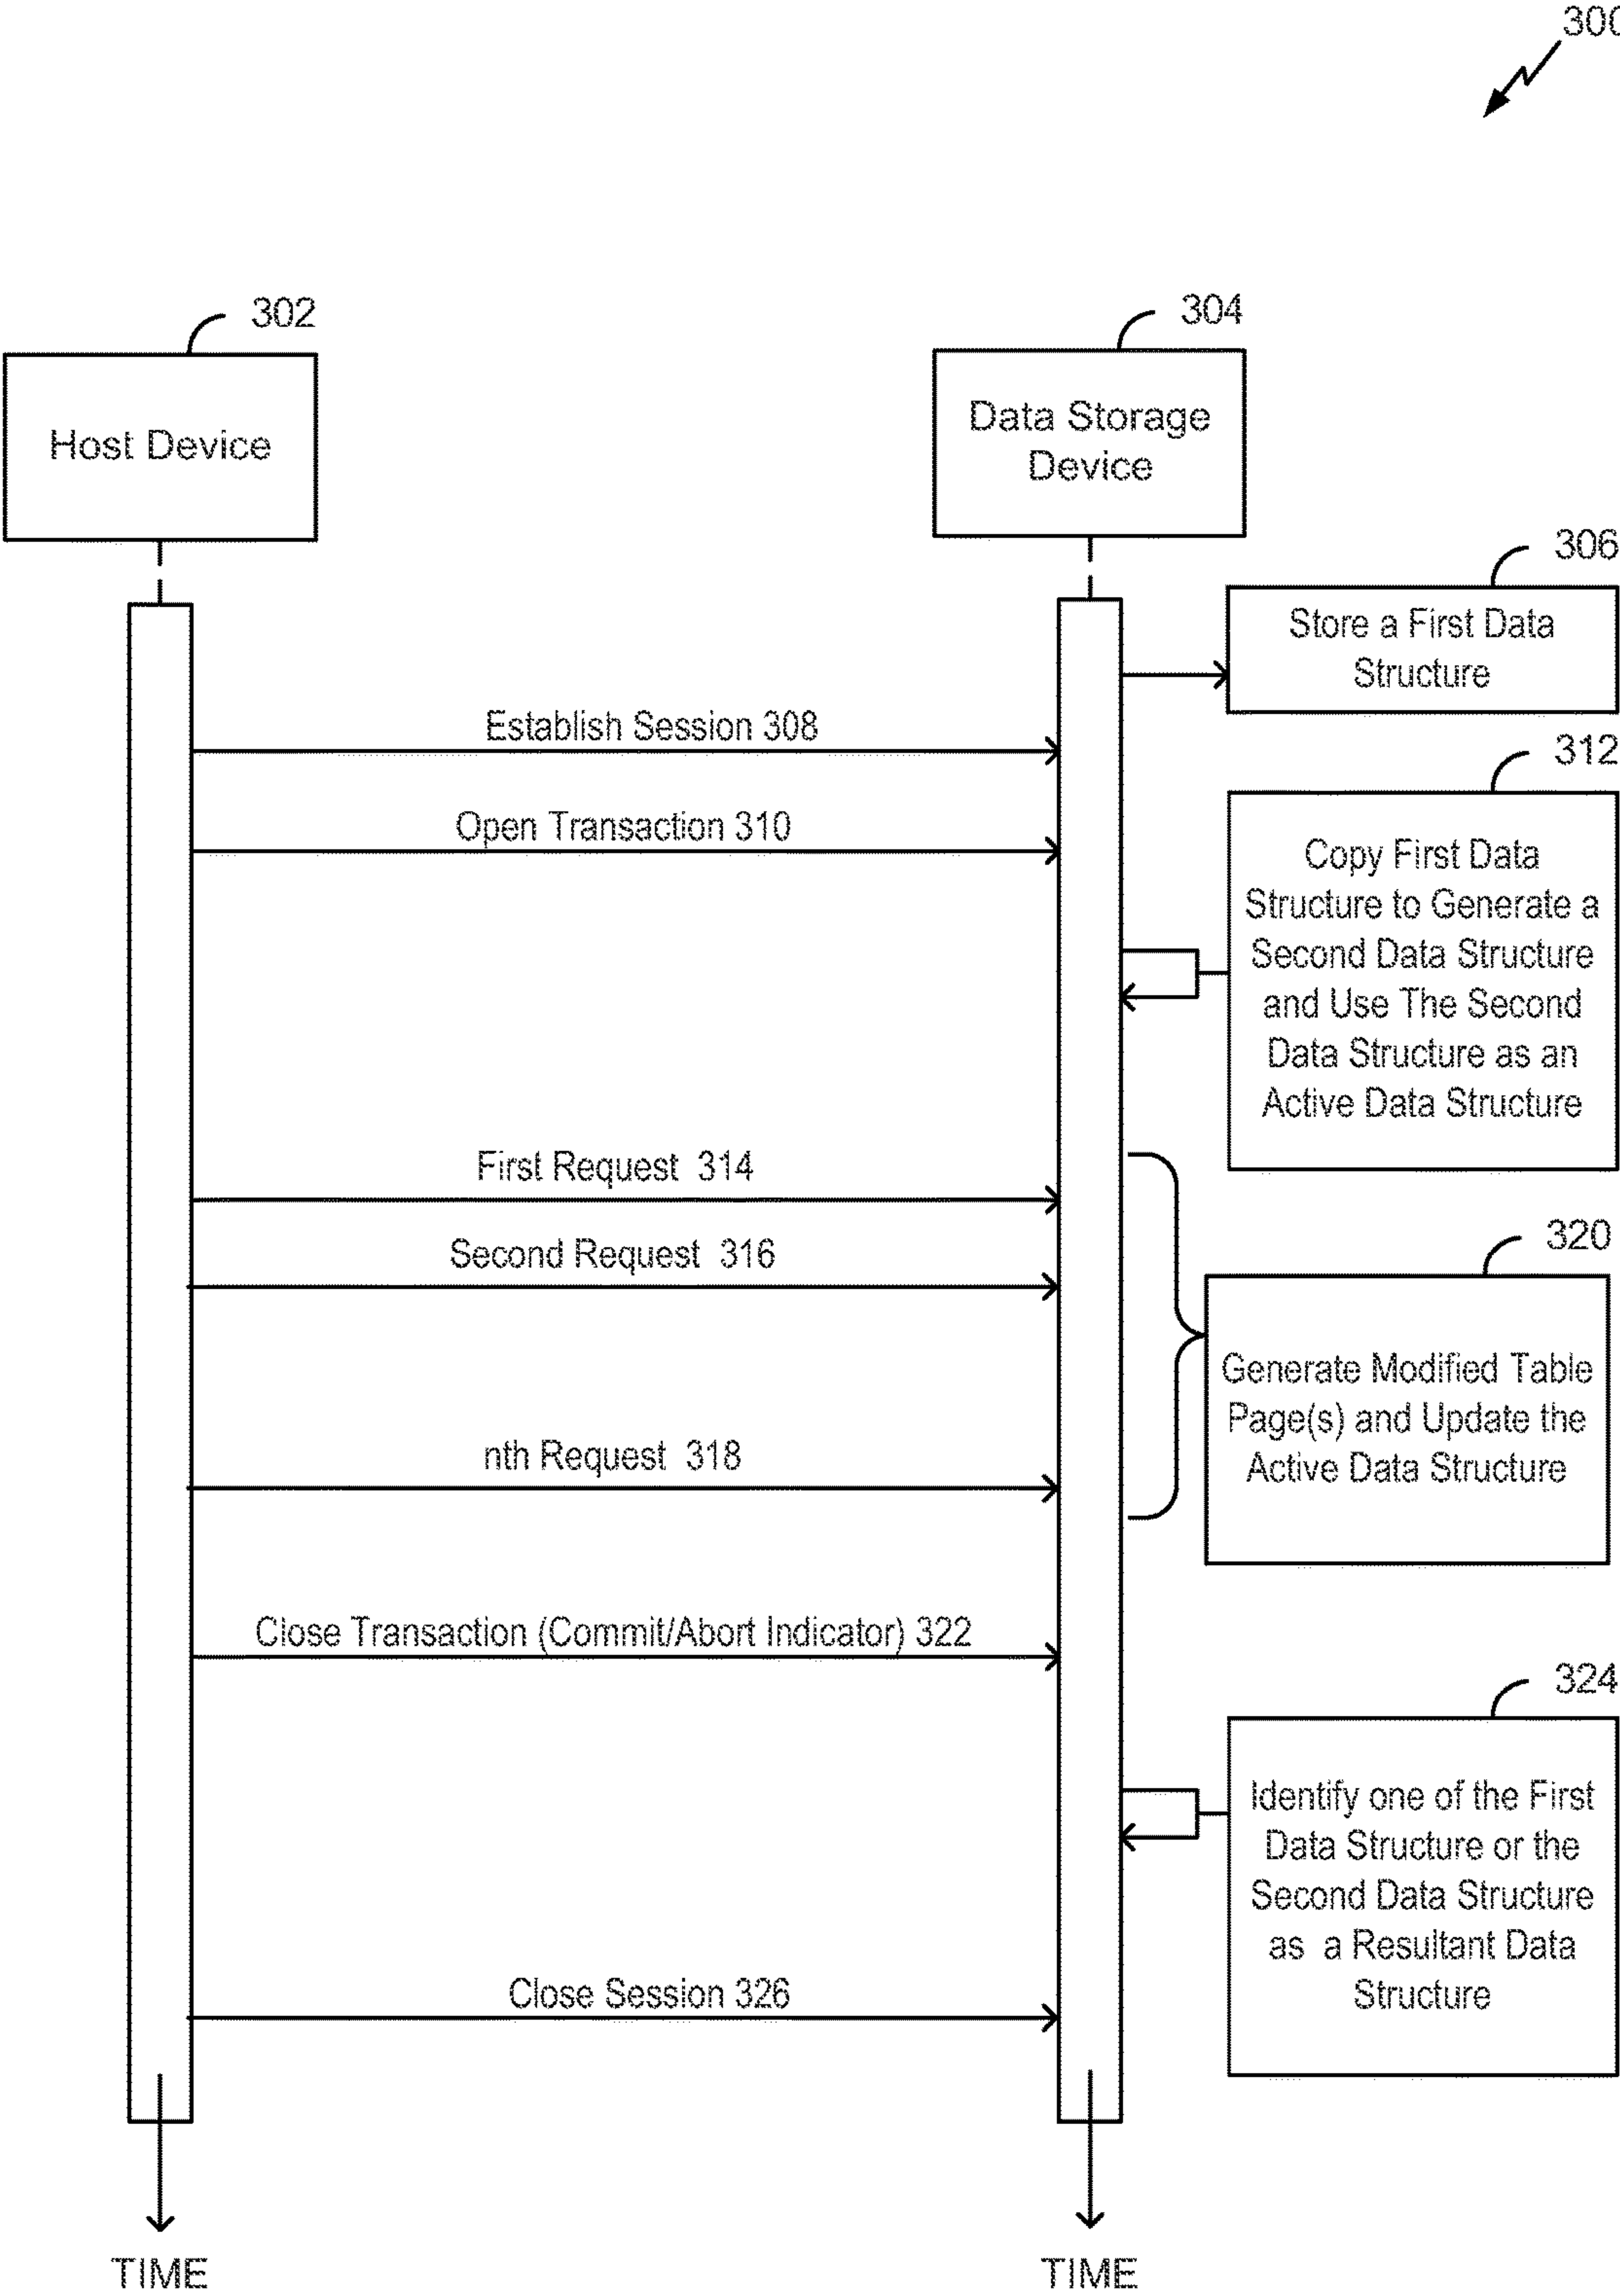 300
302
304
Host Device
Data Storage
Device
306
Store a First Data
Structure
Establish Session 308
312
Open Transaction 310
Copy First Data
Structure to Generate a
Second Data Structure
and Use The Second
Data Structure as an
Active Data Structure
First Request 314
Second Request 316
320
Generate Modified Table
Page(s) and Update the
Active Data Structure
nth Request 318
Close Transaction (Commit/Abort Indicator) 322
324
Identify one of the First
Data Structure or the
Second Data Structure
as a Resultant Data
Structure
Close Session 326
TIME
TIME